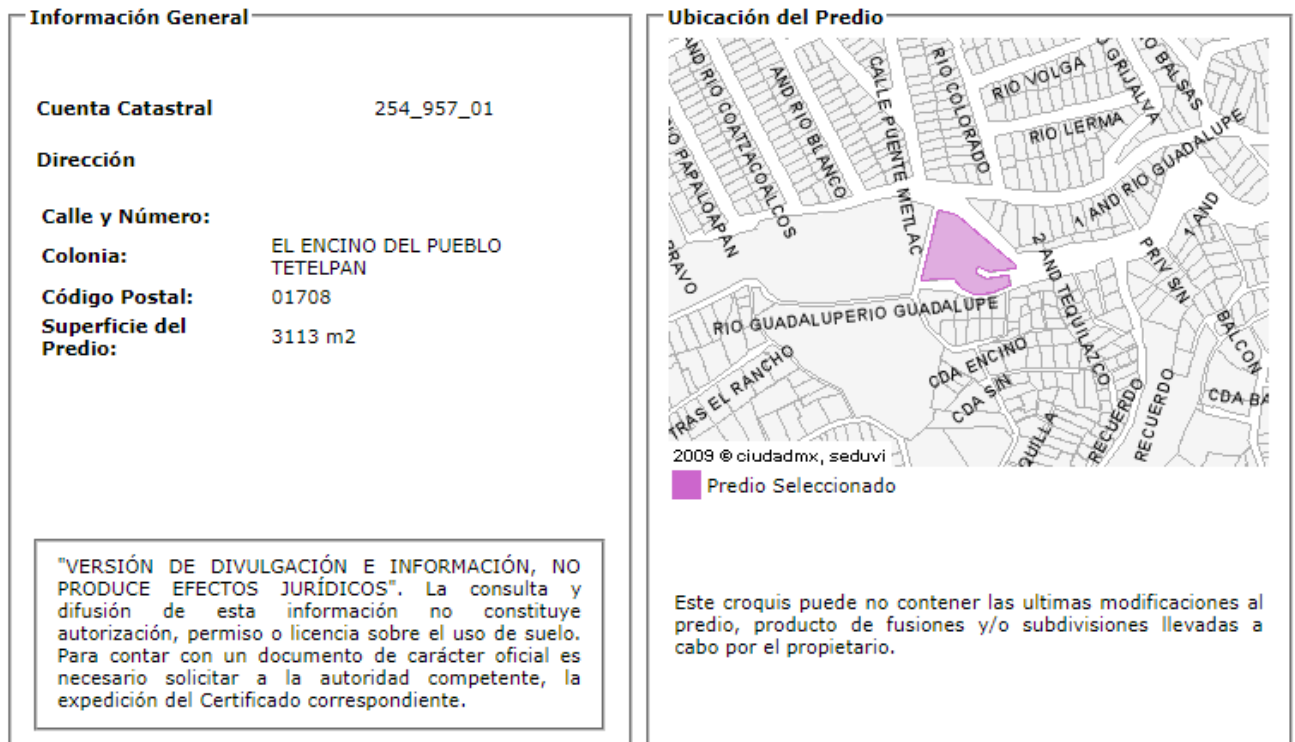 Información General
Cuenta Catastral 254_957_01
Dirección
Calle y Número:
Colonia: EL ENCINO DEL PUEBLO
TETELPAN
Código Postal: 01708
Superficie del
Predio: 3113 m2
"VERSIÓN DE DIVULGACIÓN E INFORMACIÓN, NO
PRODUCE EFECTOS JURÍDICOS". La consulta y
difusión de esta información no constituye
autorización, permiso o licencia sobre el uso de suelo.
Para contar con un documento de carácter oficial es
necesario solicitar a la autoridad competente, la
expedición del Certificado correspondiente.
Ubicación del Predio
AND RIO COATZACOALCOS
AND RIO BLANCO
CALLE PUENTE METLAC
RIO COLORADO
RIO VOLGA
O GRIJALVA
O BALSAS
RIO LERMA
IO PAPALOAPAN
1 AND RIO GUADALUPE
1 AND
BRAVO
2 AND TEQUILAZCO
PRIV S/N
RIO GUADALUPERIO GUADALUPE
BALCON
TRAS EL RANCHO
CDA ENCINO
CDA S/N
QUILLA
RECUERDO
RECUERDO
CDA BA
2009 © ciudadmx, seduvi
Predio Seleccionado
Este croquis puede no contener las ultimas modificaciones al
predio, producto de fusiones y/o subdivisiones llevadas a
cabo por el propietario.